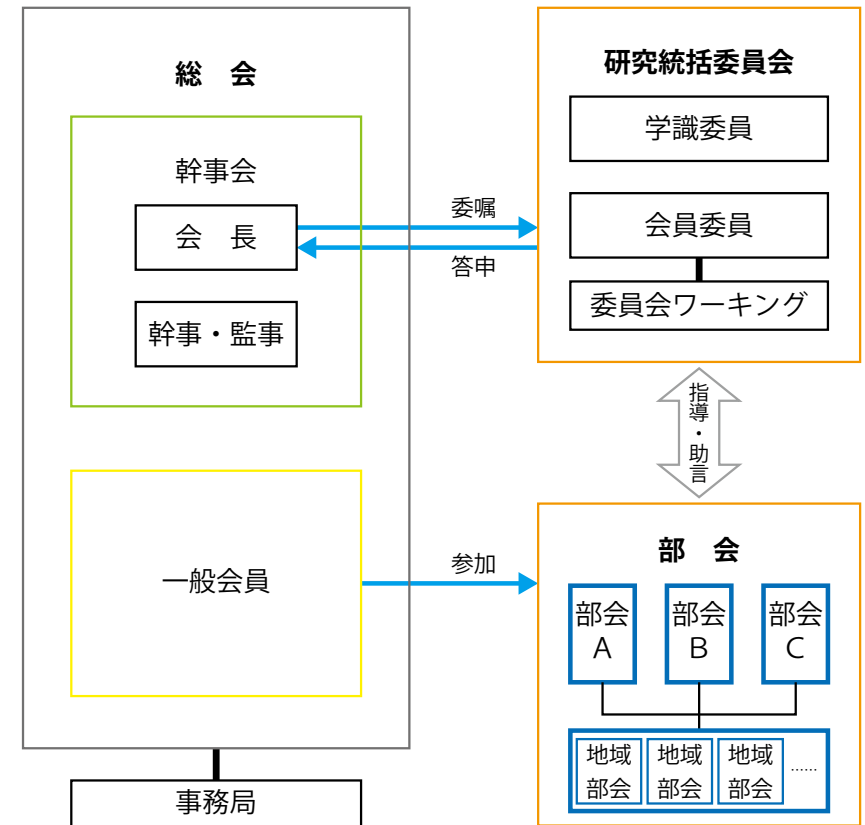 総　会
幹事会
会　長
幹事・監事
一般会員
事務局
委嘱
答申
参加
研究統括委員会
学識委員
会員委員
委員会ワーキング
指導・助言
部　会
部会
A
部会
B
部会
C
地域
部会
地域
部会
地域
部会
……